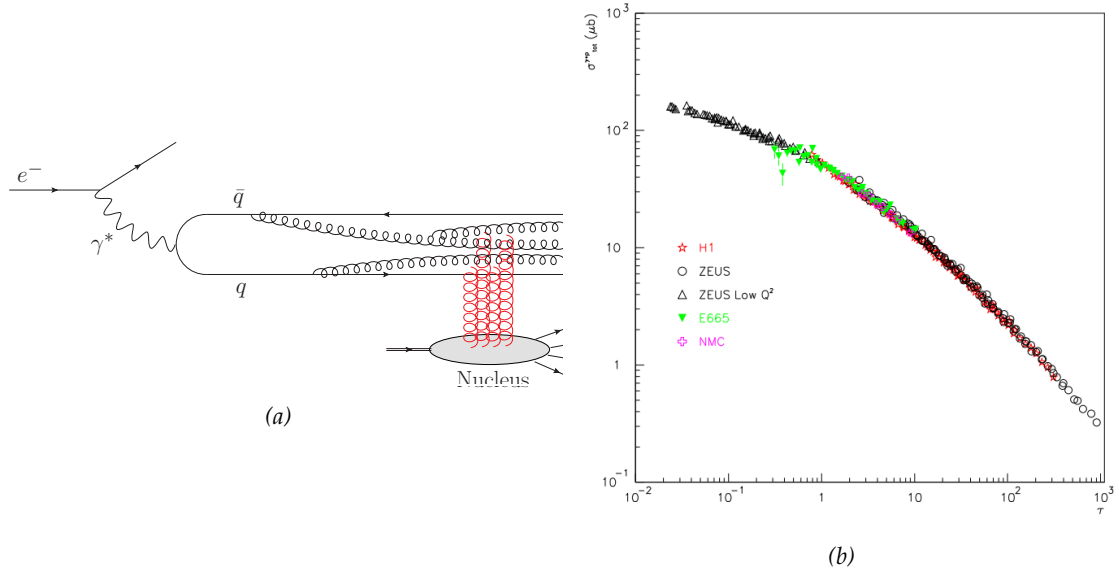 e⁻
γ*
q̄
q
Nucleus
(a)
σ^γ*p_tot (μb)
10³
10²
10
1
10⁻¹
10⁻²
10⁻¹
1
10
10²
10³
τ
H1
ZEUS
ZEUS Low Q²
E665
NMC
(b)